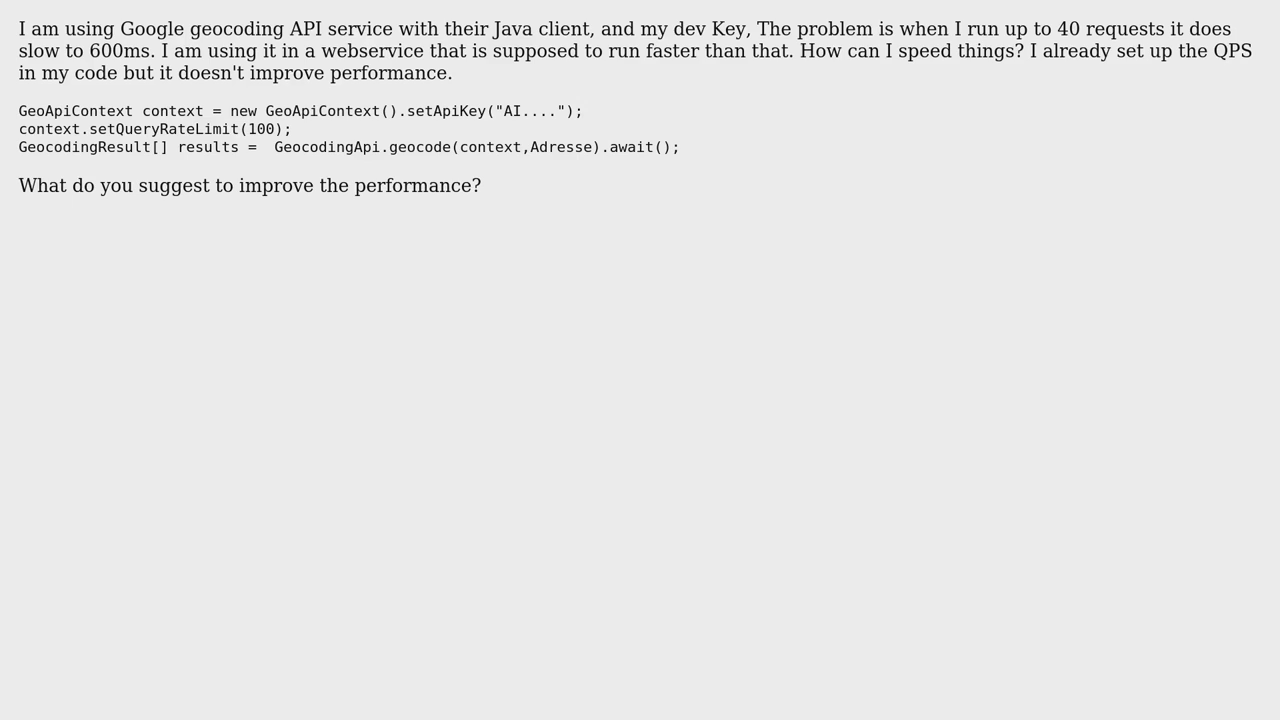 I am using Google geocoding API service with their Java client, and my dev Key, The problem is when I run up to 40 requests it does
slow to 600ms. I am using it in a webservice that is supposed to run faster than that. How can I speed things? I already set up the QPS
in my code but it doesn't improve performance.
GeoApiContext context = new GeoApiContext().setApiKey("AI....");
context.setQueryRateLimit(100);
GeocodingResult[] results =  GeocodingApi.geocode(context,Adresse).await();
What do you suggest to improve the performance?